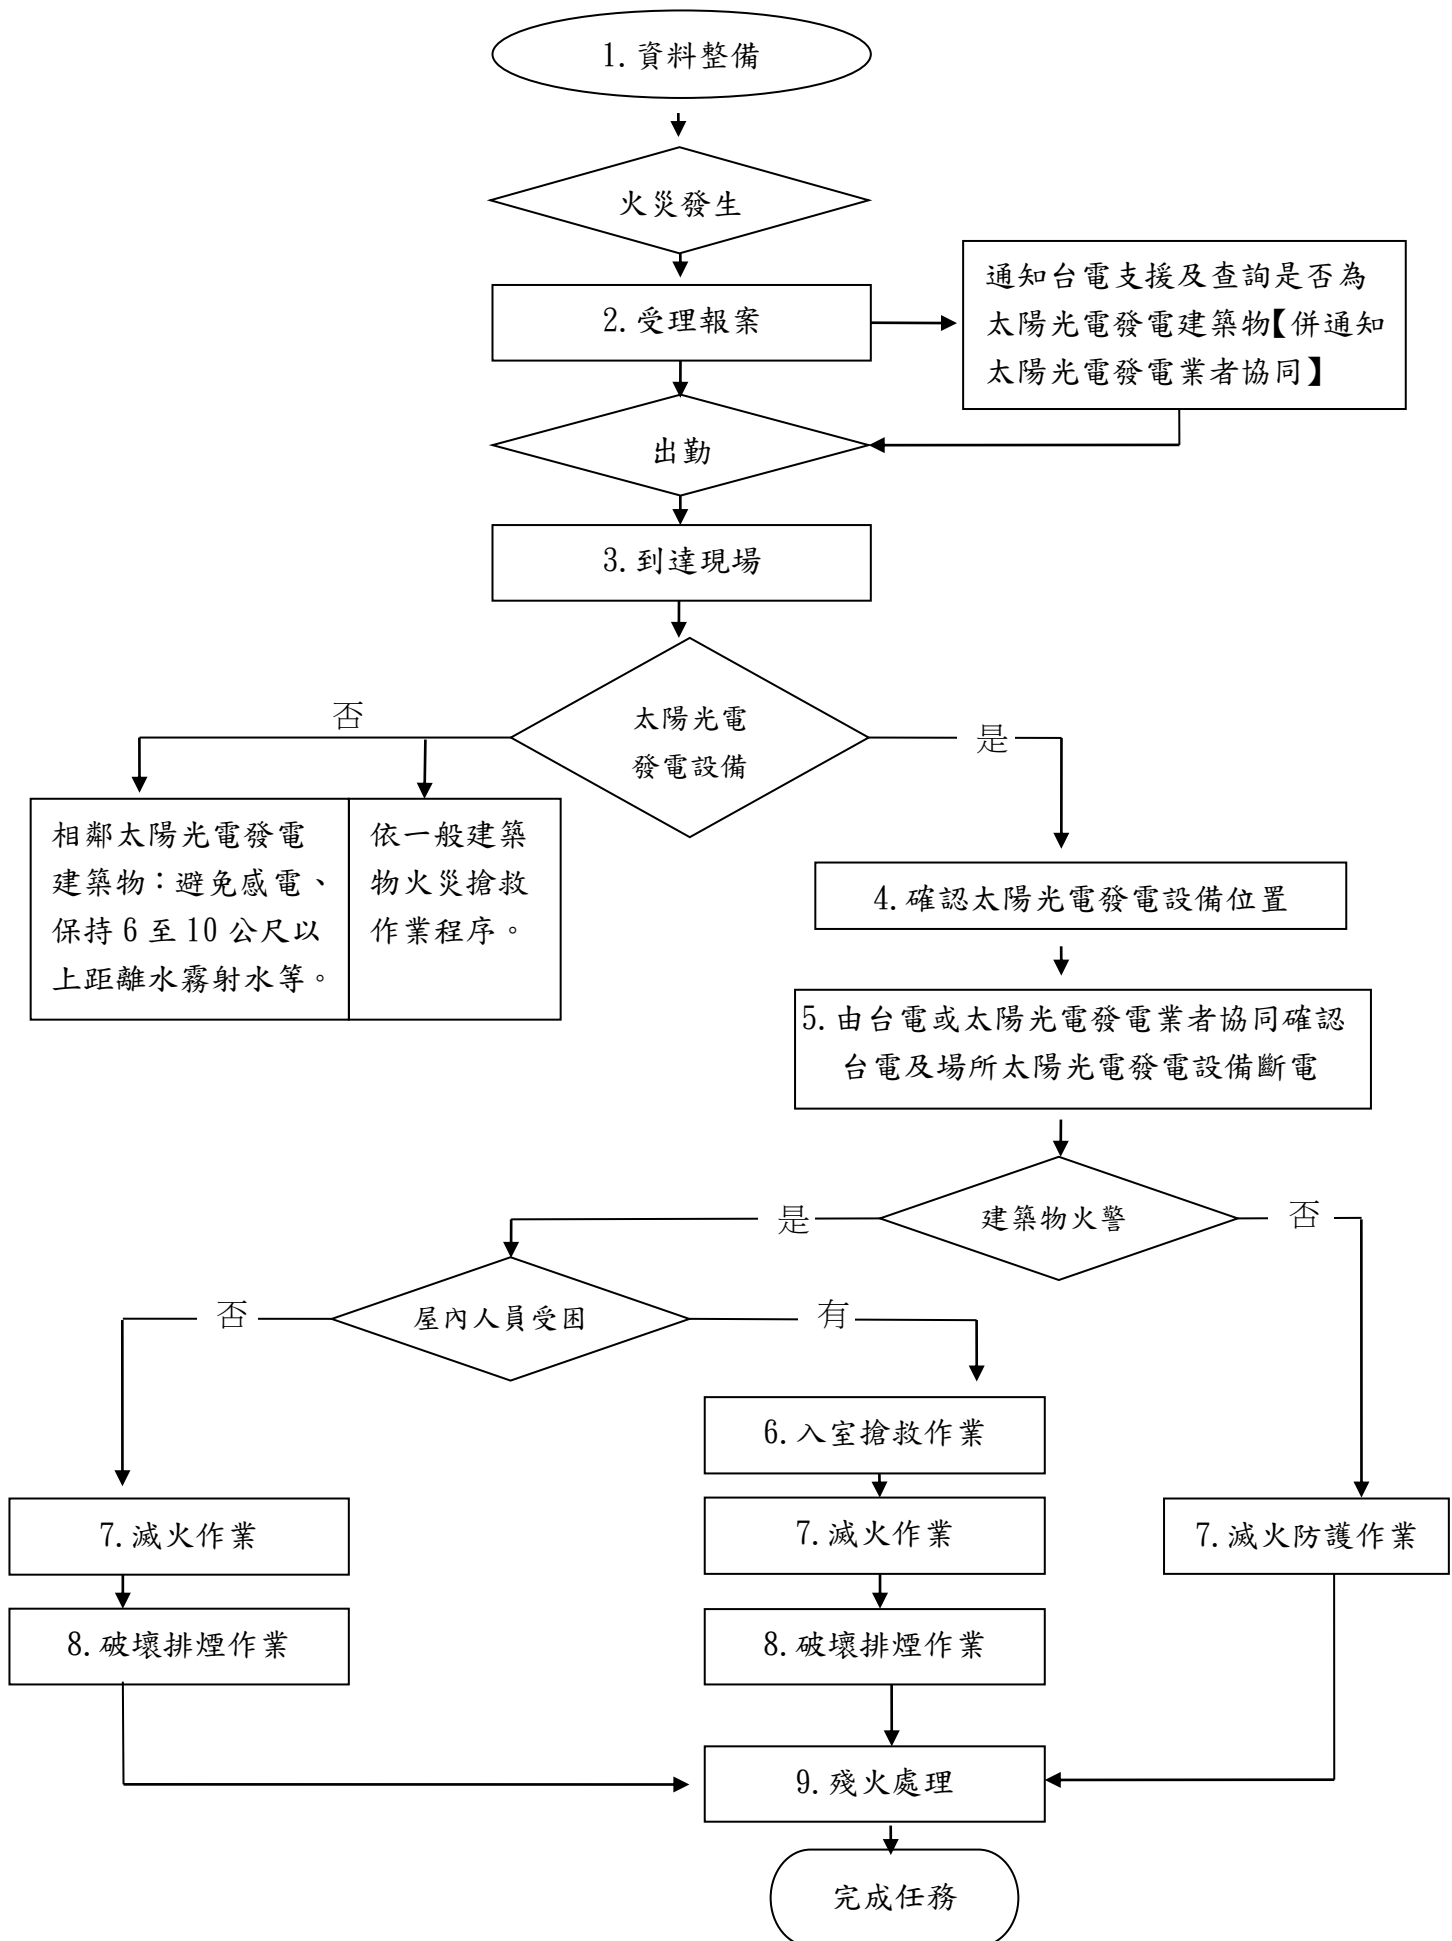 1.資料整備
火災發生
2.受理報案
通知台電支援及查詢是否為
太陽光電發電建築物【併通知
太陽光電發電業者協同】
出勤
3.到達現場
太陽光電
發電設備
否
是
相鄰太陽光電發電
建築物：避免感電、
保持 6 至 10 公尺以
上距離水霧射水等。
依一般建築
物火災搶救
作業程序。
4.確認太陽光電發電設備位置
5.由台電或太陽光電發電業者協同確認
台電及場所太陽光電發電設備斷電
建築物火警
是
否
屋內人員受困
否
有
6.入室搶救作業
7.滅火作業
7.滅火作業
7.滅火防護作業
8.破壞排煙作業
8.破壞排煙作業
9.殘火處理
完成任務